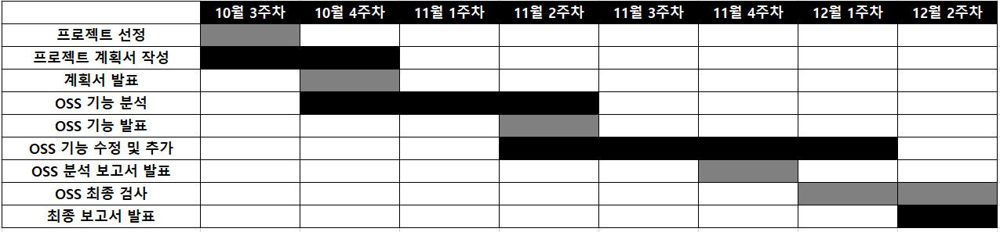 10월 3주차 10월 4주차 11월 1주차 11월 2주차 11월 3주차 11월 4주차 12월 1주차 12월 2주차
프로젝트 선정
프로젝트 계획서 작성
계획서 발표
OSS 기능 분석
OSS 기능 발표
OSS 기능 수정 및 추가
OSS 분석 보고서 발표
OSS 최종 검사
최종 보고서 발표